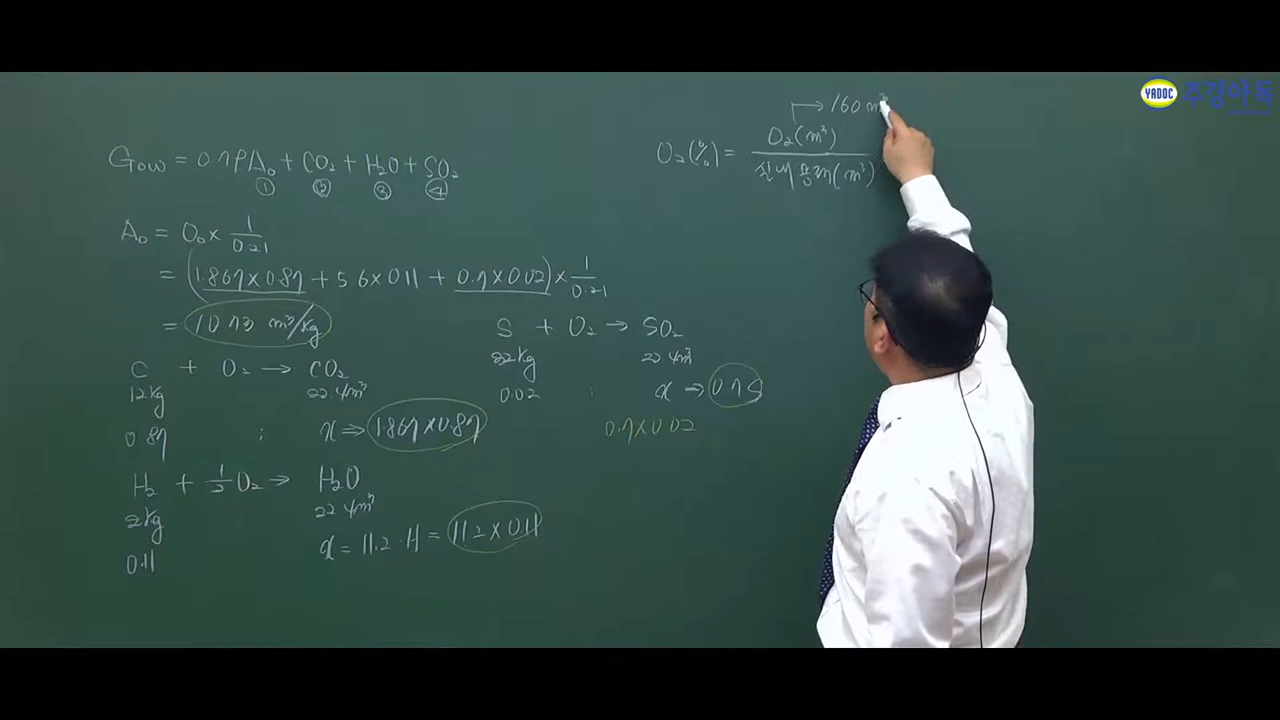 YADOC 주경야독
God = 0.79A₀ + CO₂ + H₂O + SO₂
① ② ③ ④
A₀ = O₀ × 1/0.21
= (1.867×0.87 + 5.6×0.11 + 0.7×0.02) × 1/0.21
= 10.73 m³/kg
C + O₂ → CO₂
12kg 22.4m³
0.87 : x ⇒ 1.867×0.87
H₂ + 1/2 O₂ → H₂O
2kg 22.4m³
0.11 x = 11.2·H = 11.2×0.11
S + O₂ → SO₂
32kg 22.4m³
0.02 : x ⇒ 0.7S
0.7×0.02
→ 160 m³
O₂(%) = O₂(m³) / 실내용적(m³)